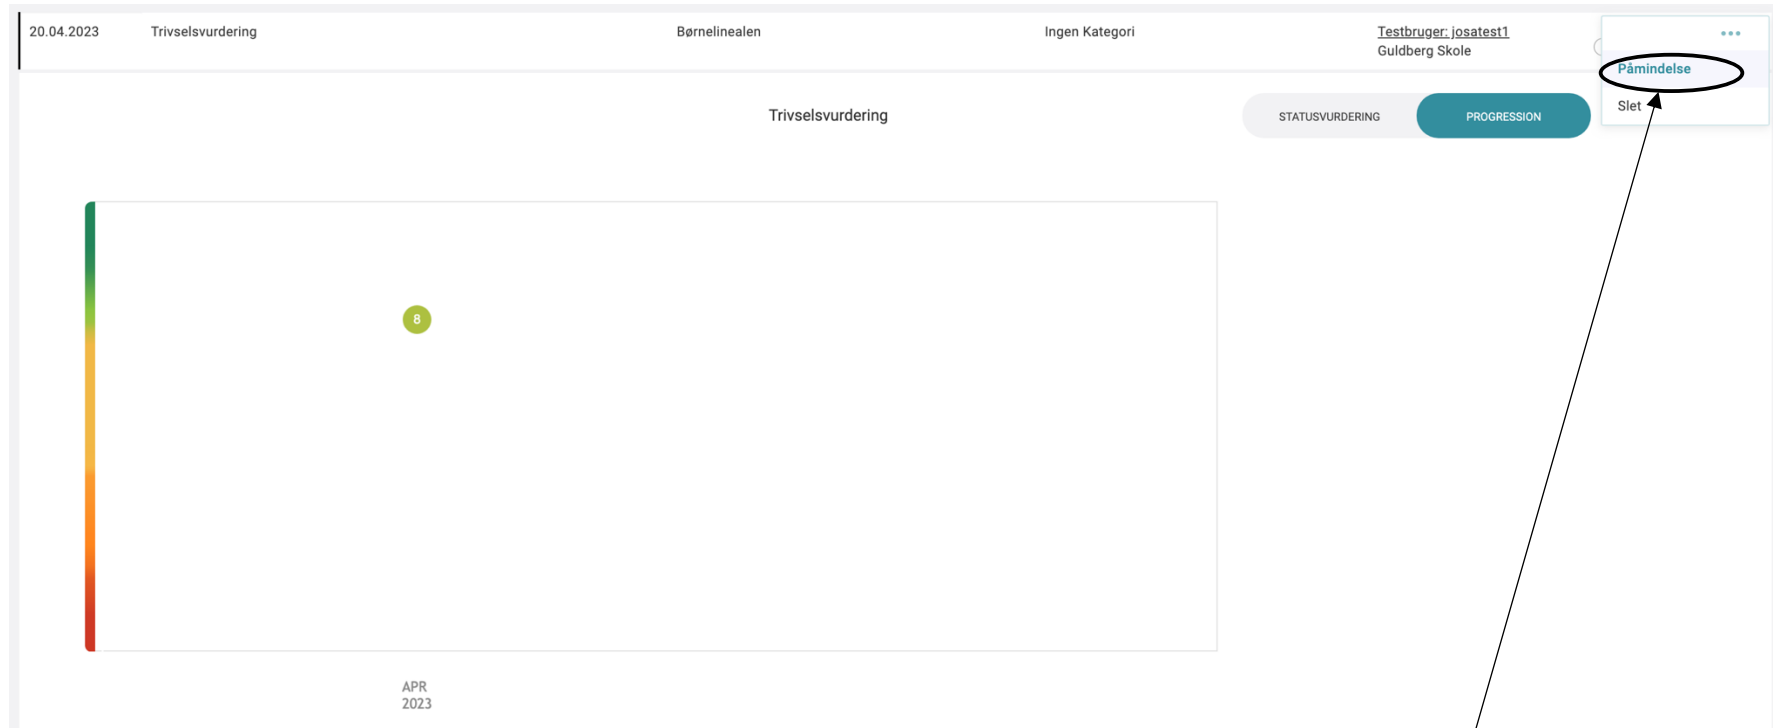 20.04.2023 Trivselsvurdering Børnelinealen Ingen Kategori Testbruger: josatest1
Guldberg Skole
Påmindelse
Slet
Trivselsvurdering STATUSVURDERING PROGRESSION
8
APR
2023